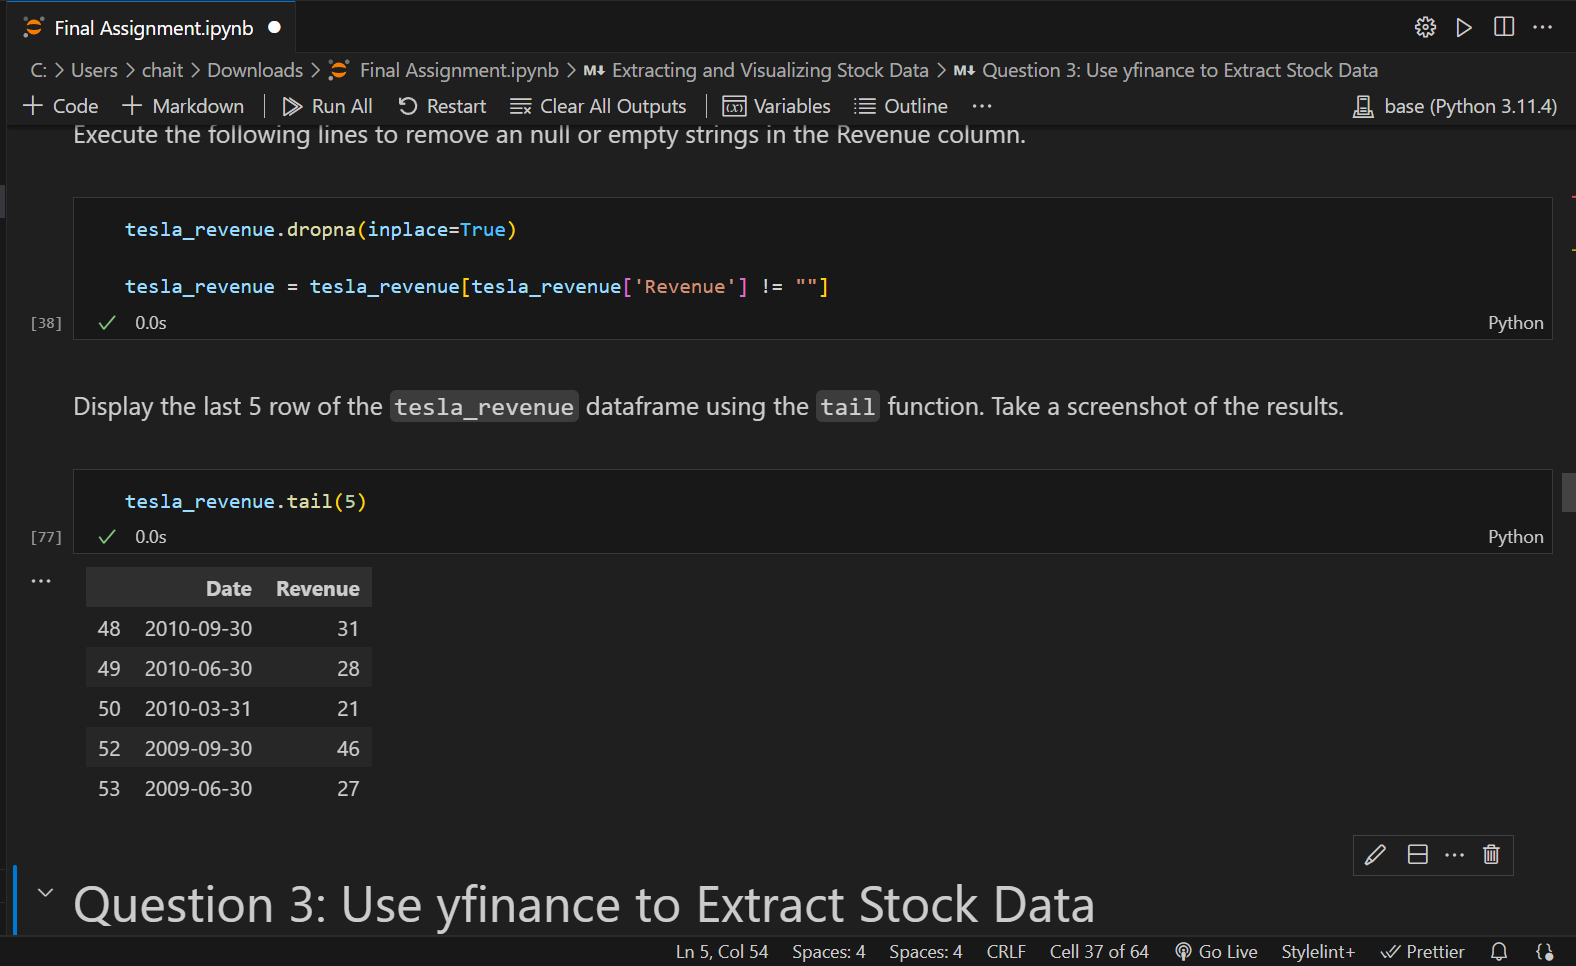 Final Assignment.ipynb
C: > Users > chait > Downloads > Final Assignment.ipynb > M↓ Extracting and Visualizing Stock Data > M↓ Question 3: Use yfinance to Extract Stock Data
+ Code + Markdown | Run All Restart Clear All Outputs | Variables Outline ... base (Python 3.11.4)
Execute the following lines to remove an null or empty strings in the Revenue column.
tesla_revenue.dropna(inplace=True)
tesla_revenue = tesla_revenue[tesla_revenue['Revenue'] != ""]
[38] ✓ 0.0s Python
Display the last 5 row of the tesla_revenue dataframe using the tail function. Take a screenshot of the results.
tesla_revenue.tail(5)
[77] ✓ 0.0s Python
Date Revenue
48 2010-09-30 31
49 2010-06-30 28
50 2010-03-31 21
52 2009-09-30 46
53 2009-06-30 27
Question 3: Use yfinance to Extract Stock Data
Ln 5, Col 54 Spaces: 4 Spaces: 4 CRLF Cell 37 of 64 Go Live Stylelint+ Prettier